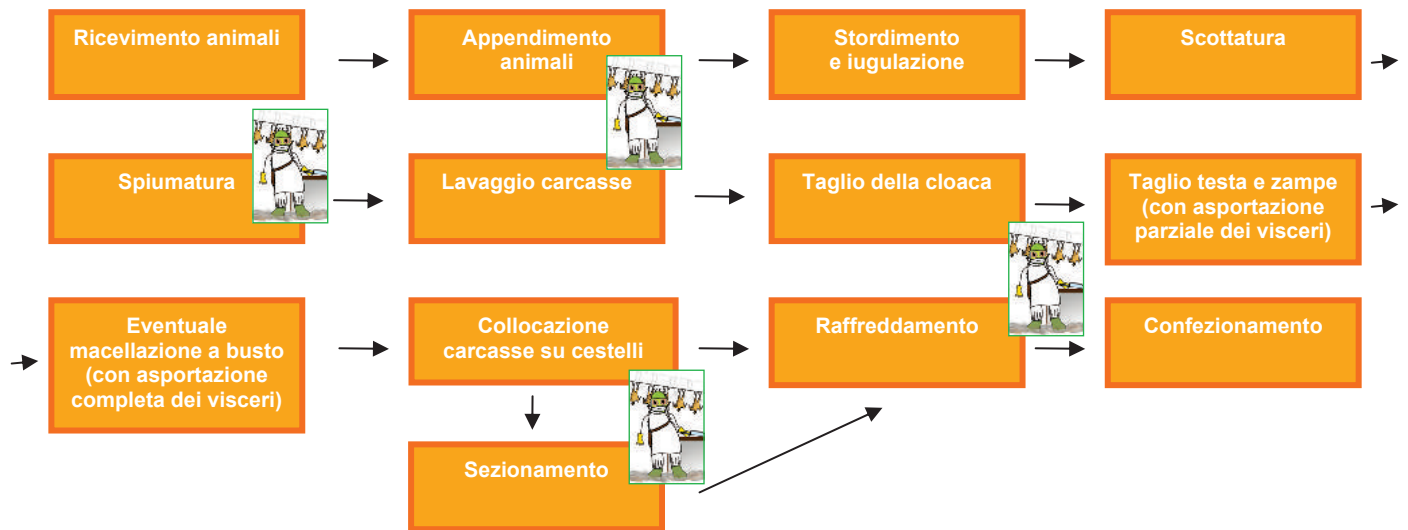 Ricevimento animali
Appendimento
animali
Stordimento
e iugulazione
Scottatura
Spiumatura
Lavaggio carcasse
Taglio della cloaca
Taglio testa e zampe
(con asportazione
parziale dei visceri)
Eventuale
macellazione a busto
(con asportazione
completa dei visceri)
Collocazione
carcasse su cestelli
Raffreddamento
Confezionamento
Sezionamento